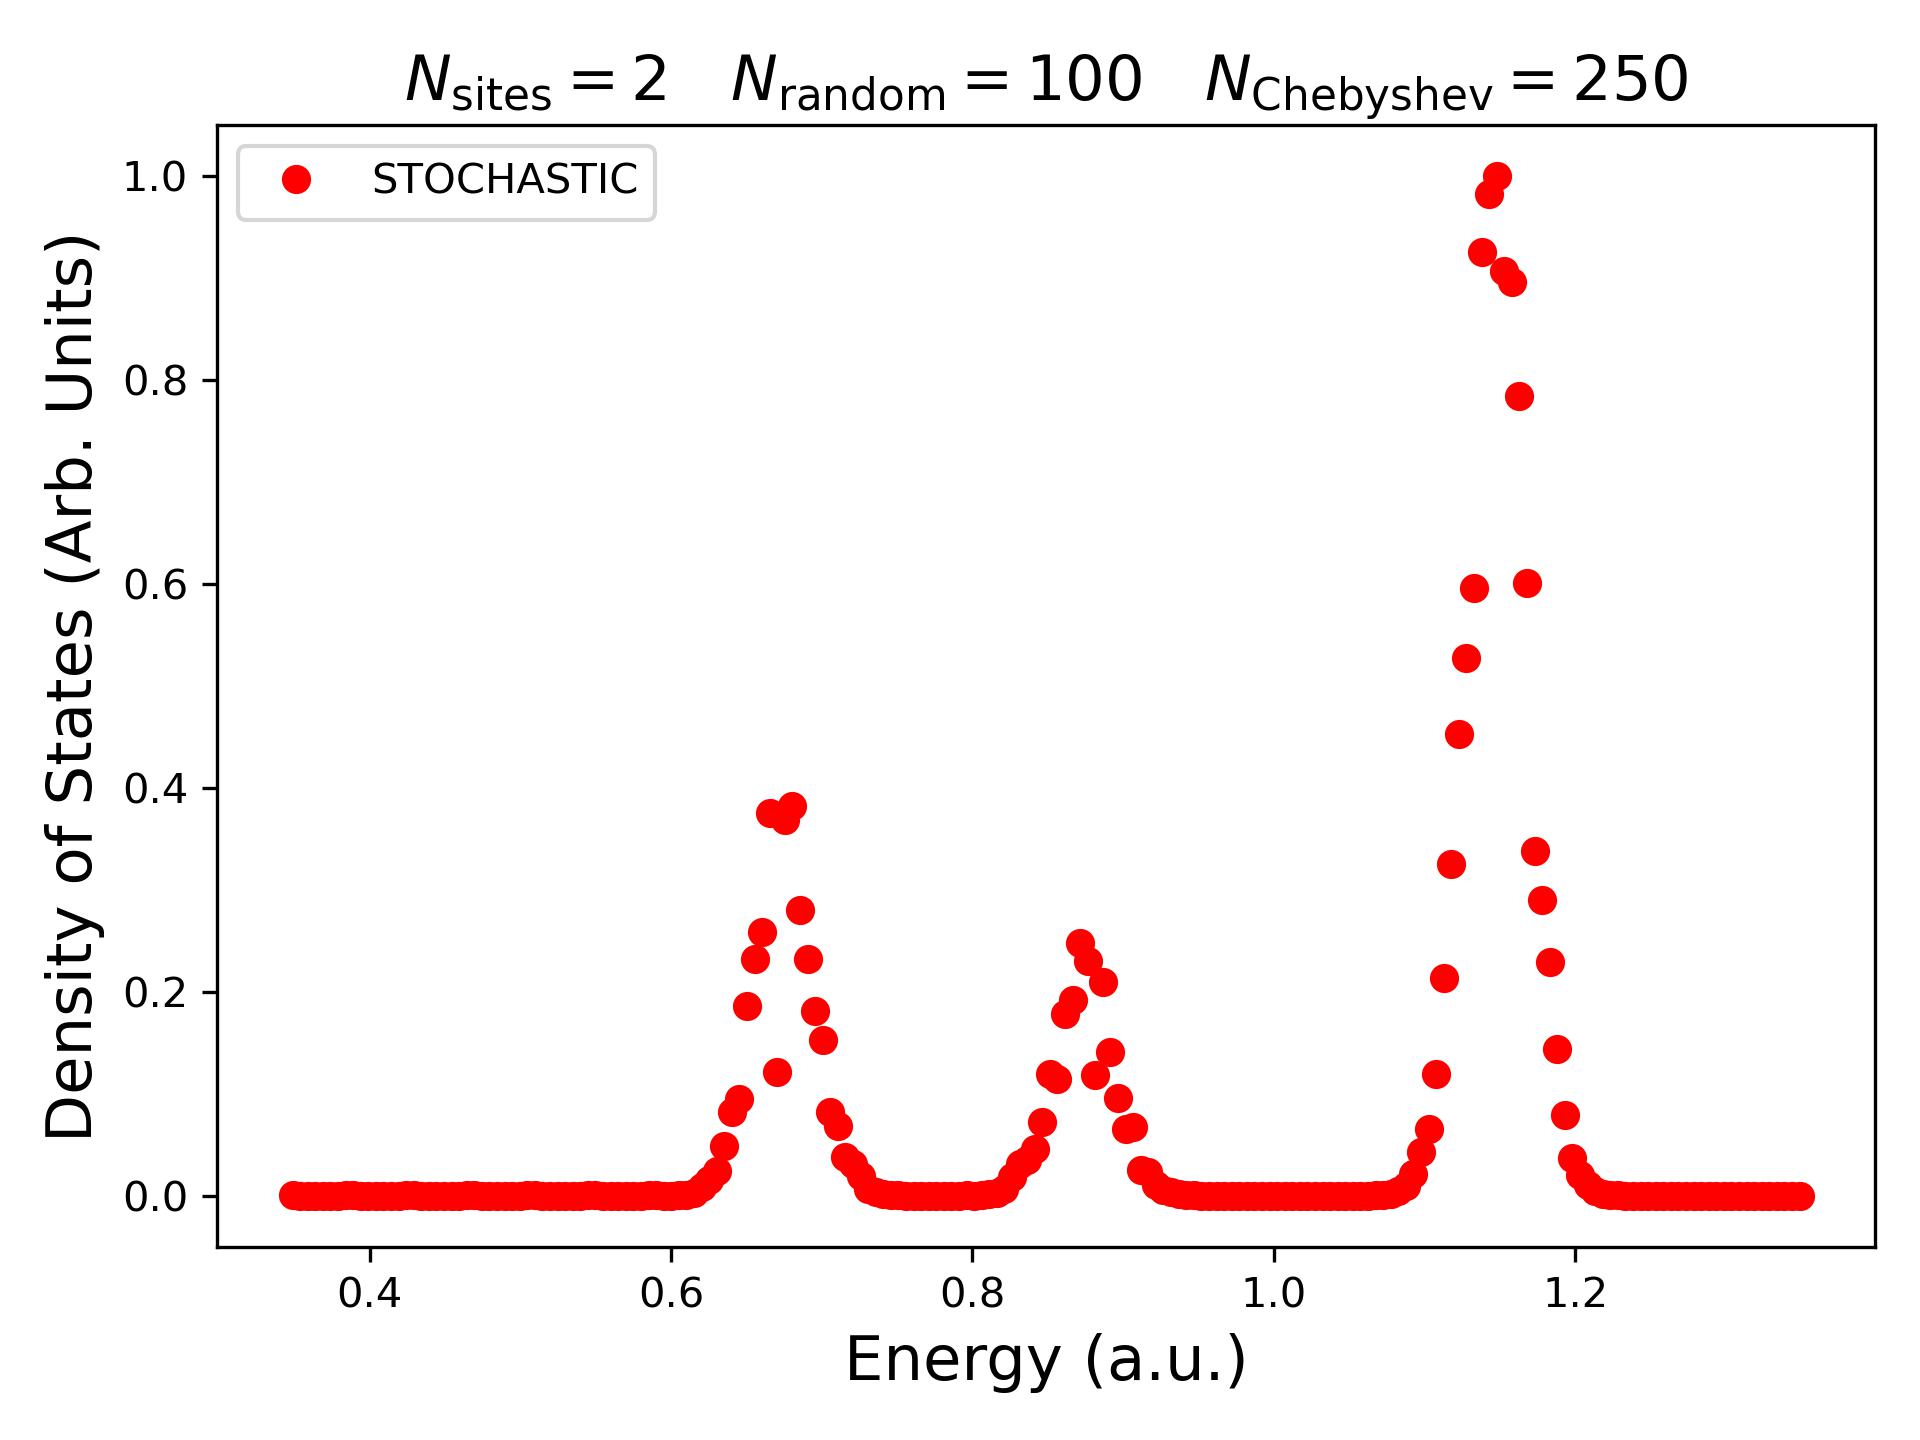 N_sites = 2 N_random = 100 N_Chebyshev = 250
STOCHASTIC
Density of States (Arb. Units)
1.0
0.8
0.6
0.4
0.2
0.0
0.4 0.6 0.8 1.0 1.2
Energy (a.u.)